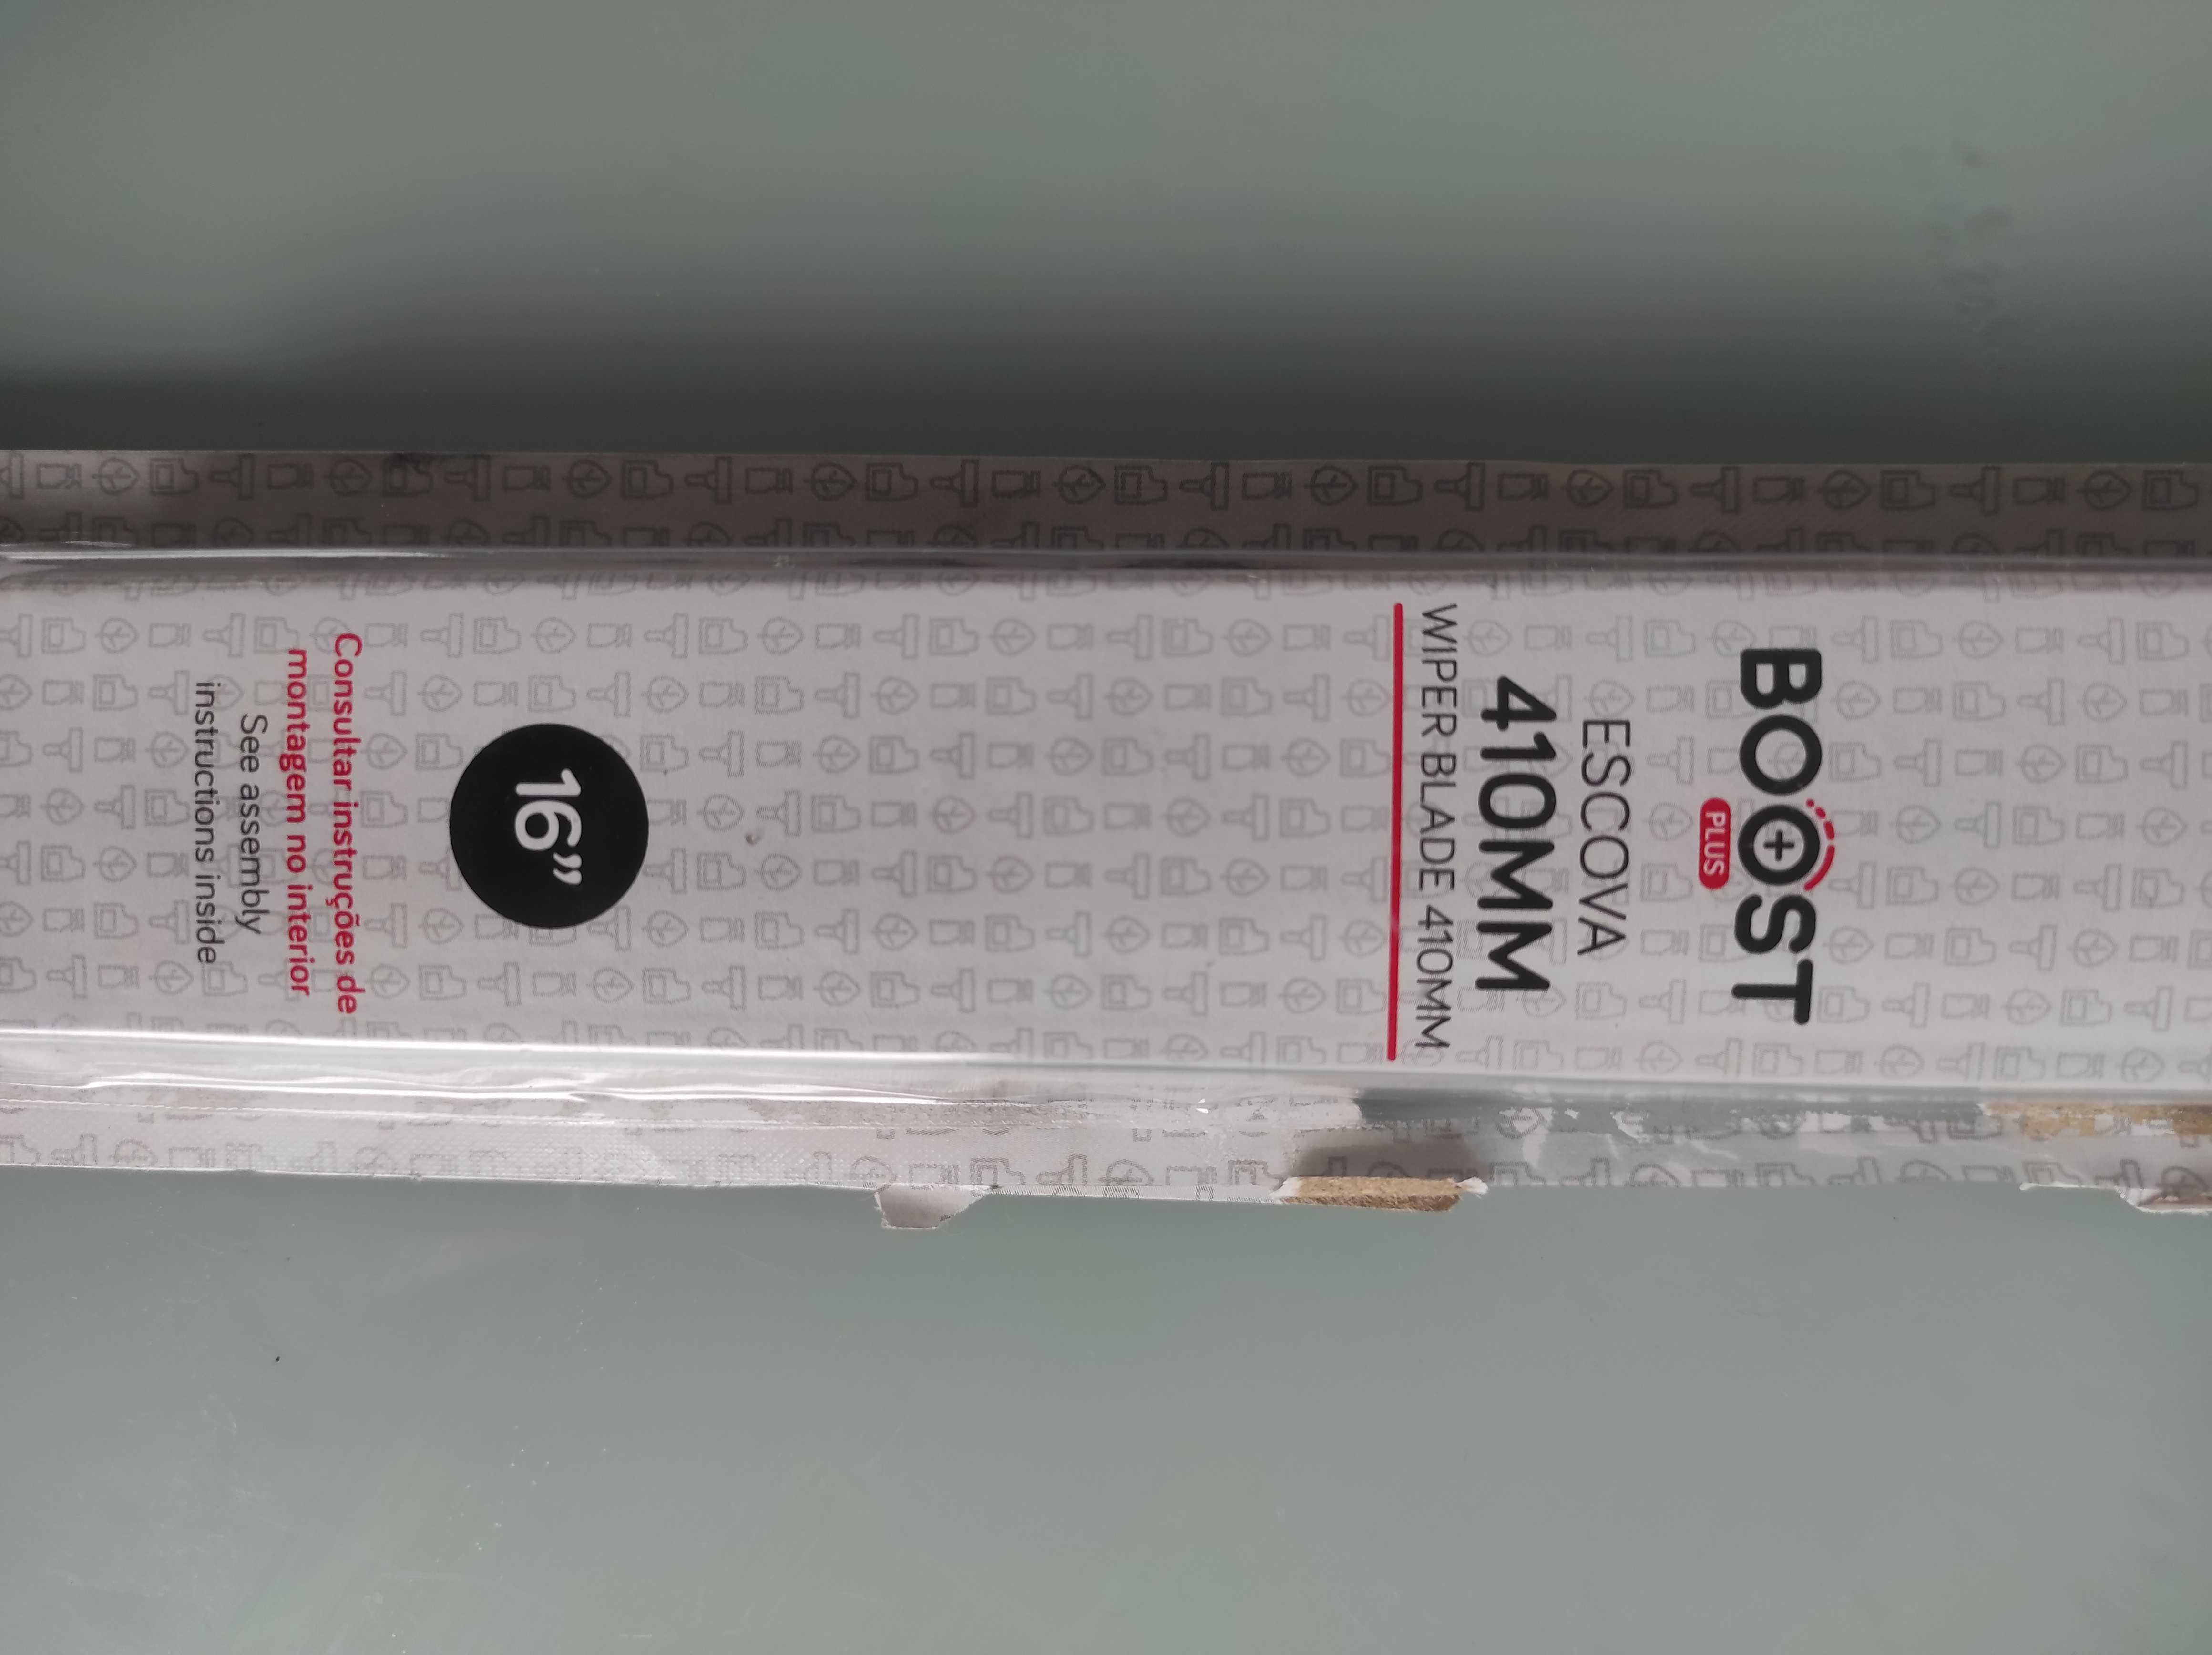 BOOST
PLUS
ESCOVA
410MM
WIPER BLADE 410MM
16”
Consultar instruções de
montagem no interior
See assembly
instructions inside